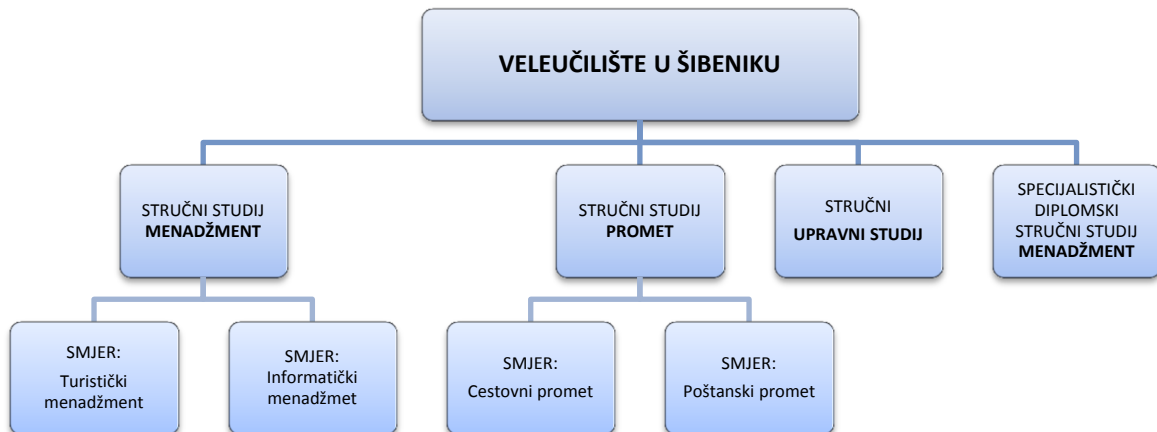 VELEUČILIŠTE U ŠIBENIKU
STRUČNI STUDIJ
MENADŽMENT
STRUČNI STUDIJ
PROMET
STRUČNI
UPRAVNI STUDIJ
SPECIJALISTIČKI
DIPLOMSKI
STRUČNI STUDIJ
MENADŽMENT
SMJER:
Turistički
menadžment
SMJER:
Informatički
menadžmet
SMJER:
Cestovni promet
SMJER:
Poštanski promet